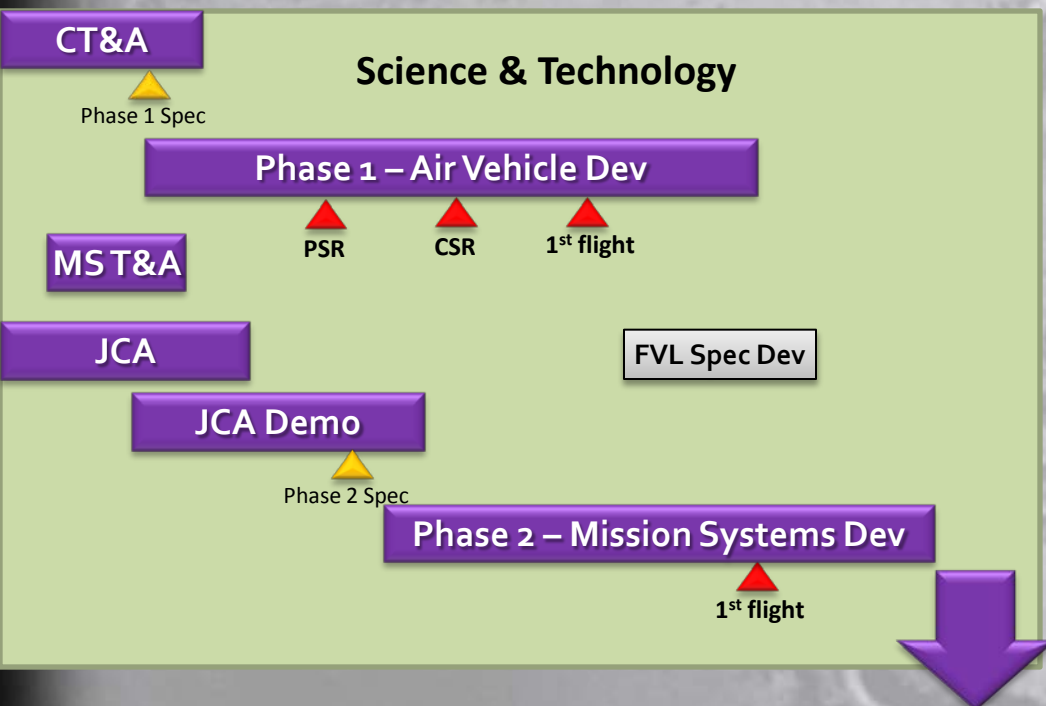 CT&A
Science & Technology
Phase 1 Spec
Phase 1 – Air Vehicle Dev
PSR
CSR
1st flight
MS T&A
JCA
FVL Spec Dev
JCA Demo
Phase 2 Spec
Phase 2 – Mission Systems Dev
1st flight